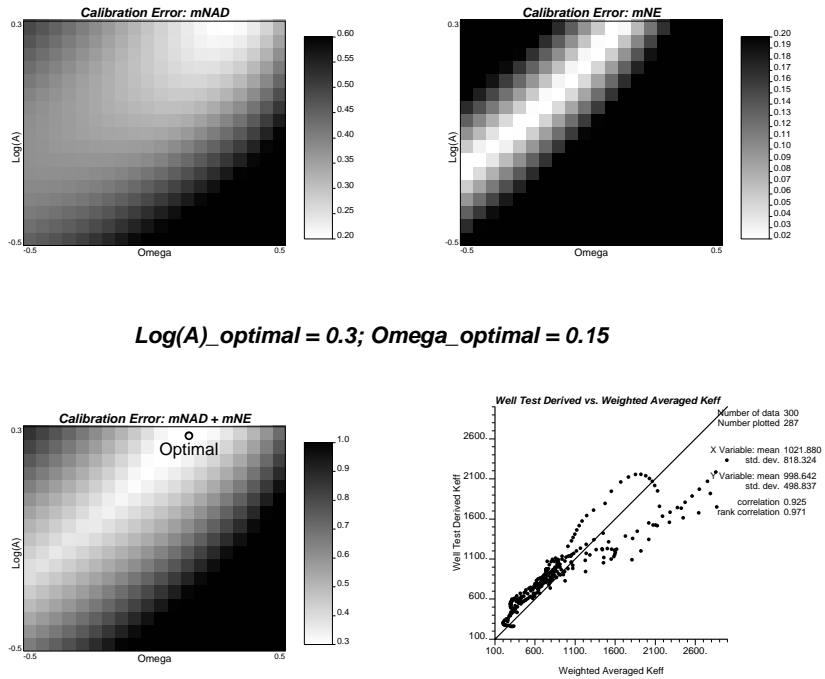 Calibration Error: mNAD
0.3
Log(A)
-0.5
-0.5
Omega
0.5
0.60
0.55
0.50
0.45
0.40
0.35
0.30
0.25
0.20
Calibration Error: mNE
0.3
Log(A)
-0.5
-0.5
Omega
0.5
0.20
0.19
0.18
0.17
0.16
0.15
0.14
0.13
0.12
0.11
0.10
0.09
0.08
0.07
0.06
0.05
0.04
0.03
0.02
Log(A)_optimal = 0.3; Omega_optimal = 0.15
Calibration Error: mNAD + mNE
0.3
Optimal
Log(A)
-0.5
-0.5
Omega
0.5
1.0
0.9
0.8
0.7
0.6
0.5
0.4
0.3
Well Test Derived vs. Weighted Averaged Keff
Number of data 300
Number plotted 287
X Variable: mean 1021.880
std. dev. 818.324
Y Variable: mean 998.642
std. dev. 498.837
correlation 0.925
rank correlation 0.971
Well Test Derived Keff
2600.
2100.
1600.
1100.
600.
100.
100.
600.
1100.
1600.
2100.
2600.
Weighted Averaged Keff